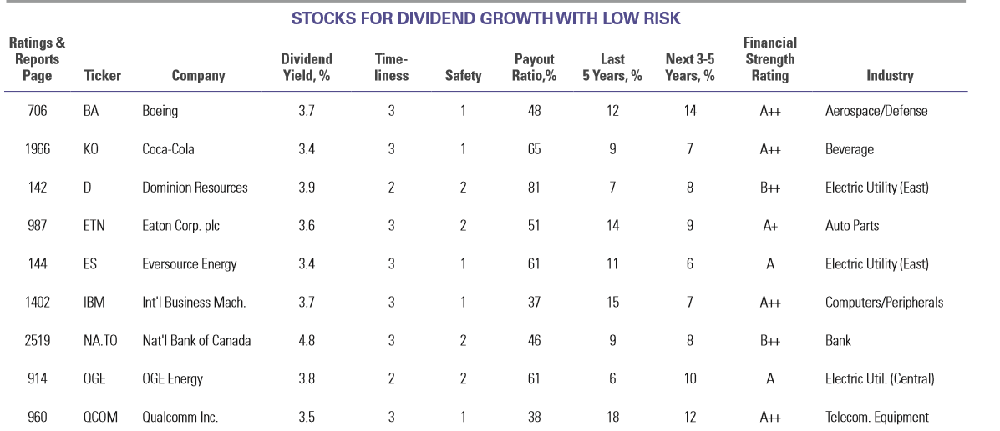 STOCKS FOR DIVIDEND GROWTH WITH LOW RISK
Ratings & Reports Page Ticker Company Dividend Yield, % Time-liness Safety Payout Ratio,% Last 5 Years, % Next 3-5 Years, % Financial Strength Rating Industry
706 BA Boeing 3.7 3 1 48 12 14 A++ Aerospace/Defense
1966 KO Coca-Cola 3.4 3 1 65 9 7 A++ Beverage
142 D Dominion Resources 3.9 2 2 81 7 8 B++ Electric Utility (East)
987 ETN Eaton Corp. plc 3.6 3 2 51 14 9 A+ Auto Parts
144 ES Eversource Energy 3.4 3 1 61 11 6 A Electric Utility (East)
1402 IBM Int'l Business Mach. 3.7 3 1 37 15 7 A++ Computers/Peripherals
2519 NA.TO Nat'l Bank of Canada 4.8 3 2 46 9 8 B++ Bank
914 OGE OGE Energy 3.8 2 2 61 6 10 A Electric Util. (Central)
960 QCOM Qualcomm Inc. 3.5 3 1 38 18 12 A++ Telecom. Equipment